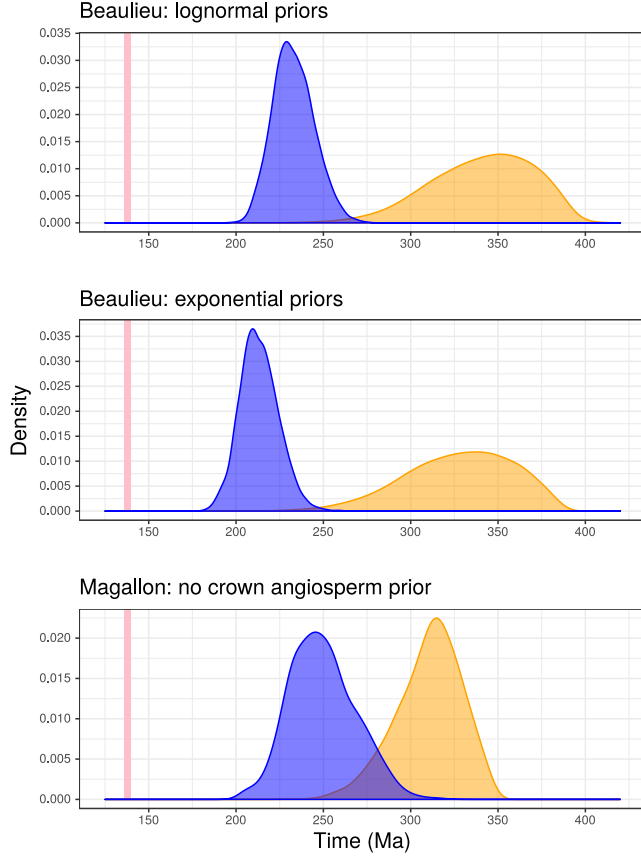 Beaulieu: lognormal priors
0.035
0.030
0.025
0.020
0.015
0.010
0.005
0.000
150 200 250 300 350 400
Beaulieu: exponential priors
0.035
0.030
0.025
0.020
0.015
0.010
0.005
0.000
150 200 250 300 350 400
Density
Magallon: no crown angiosperm prior
0.020
0.015
0.010
0.005
0.000
150 200 250 300 350 400
Time (Ma)